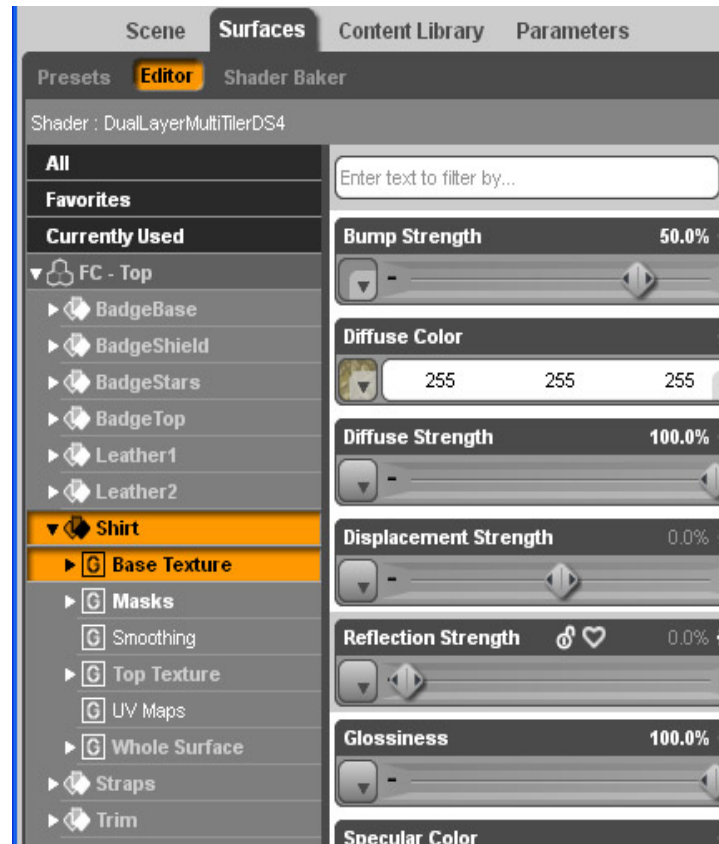 Scene Surfaces Content Library Parameters
Presets Editor Shader Baker
Shader : DualLayerMultiTilerDS4
All
Favorites
Currently Used
FC - Top
BadgeBase
BadgeShield
BadgeStars
BadgeTop
Leather1
Leather2
Shirt
G Base Texture
G Masks
G Smoothing
G Top Texture
G UV Maps
G Whole Surface
Straps
Trim
Enter text to filter by...
Bump Strength 50.0%
Diffuse Color
255 255 255
Diffuse Strength 100.0%
Displacement Strength 0.0%
Reflection Strength 0.0%
Glossiness 100.0%
Specular Color